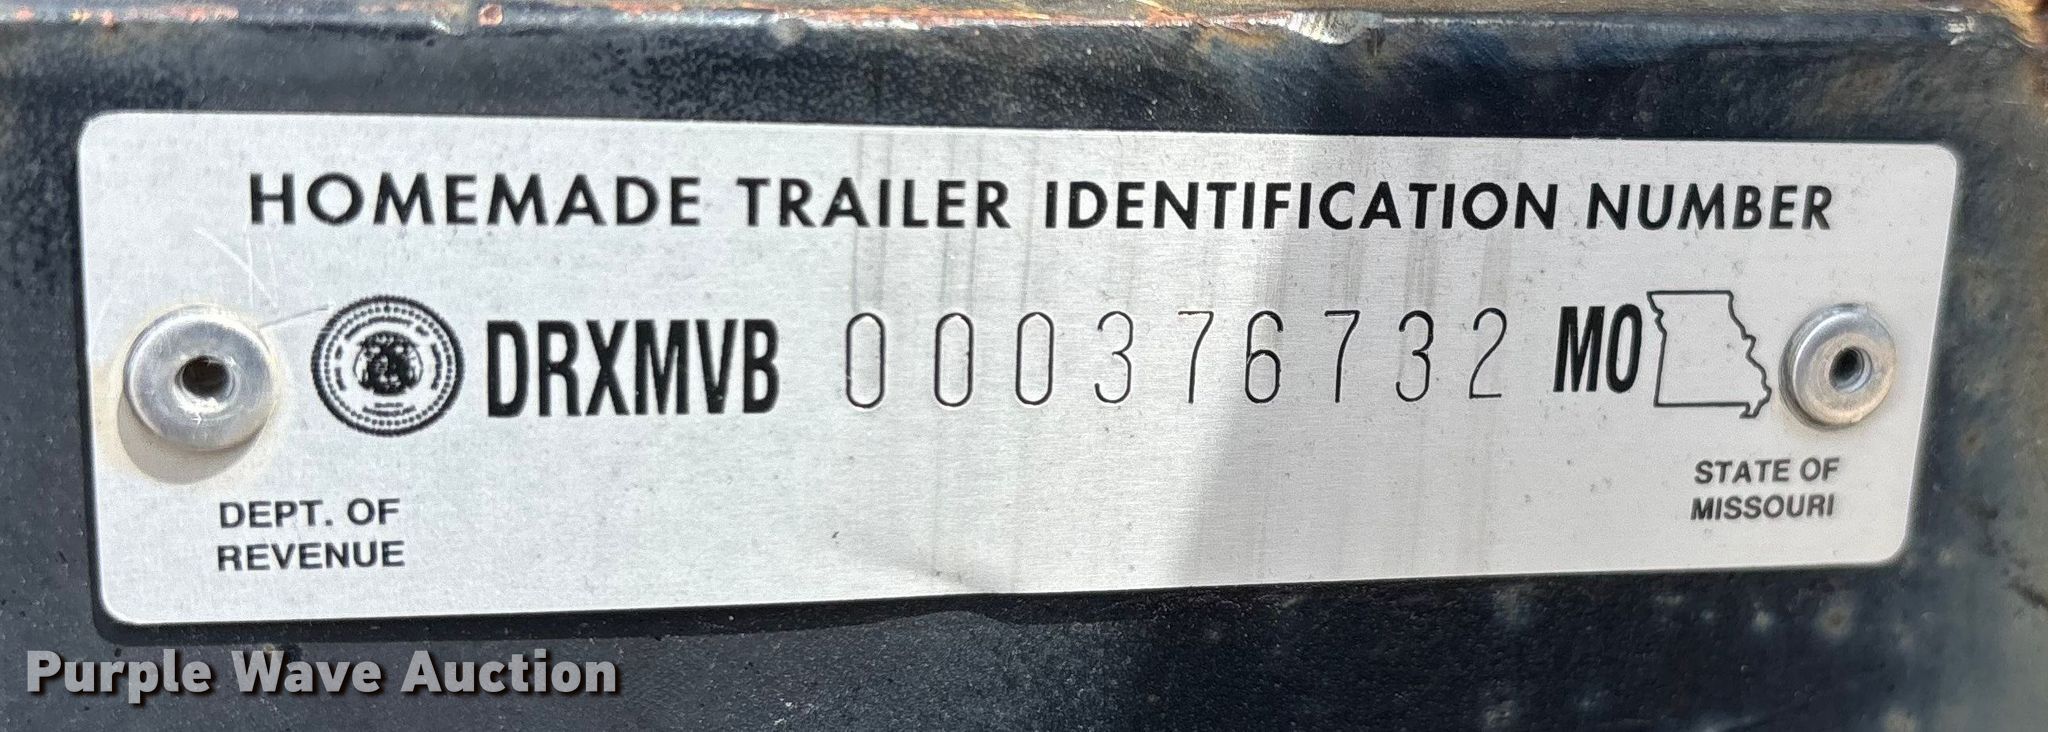 HOMEMADE TRAILER IDENTIFICATION NUMBER
DRXMVB 000376732 MO
DEPT. OF
REVENUE
STATE OF
MISSOURI
Purple Wave Auction